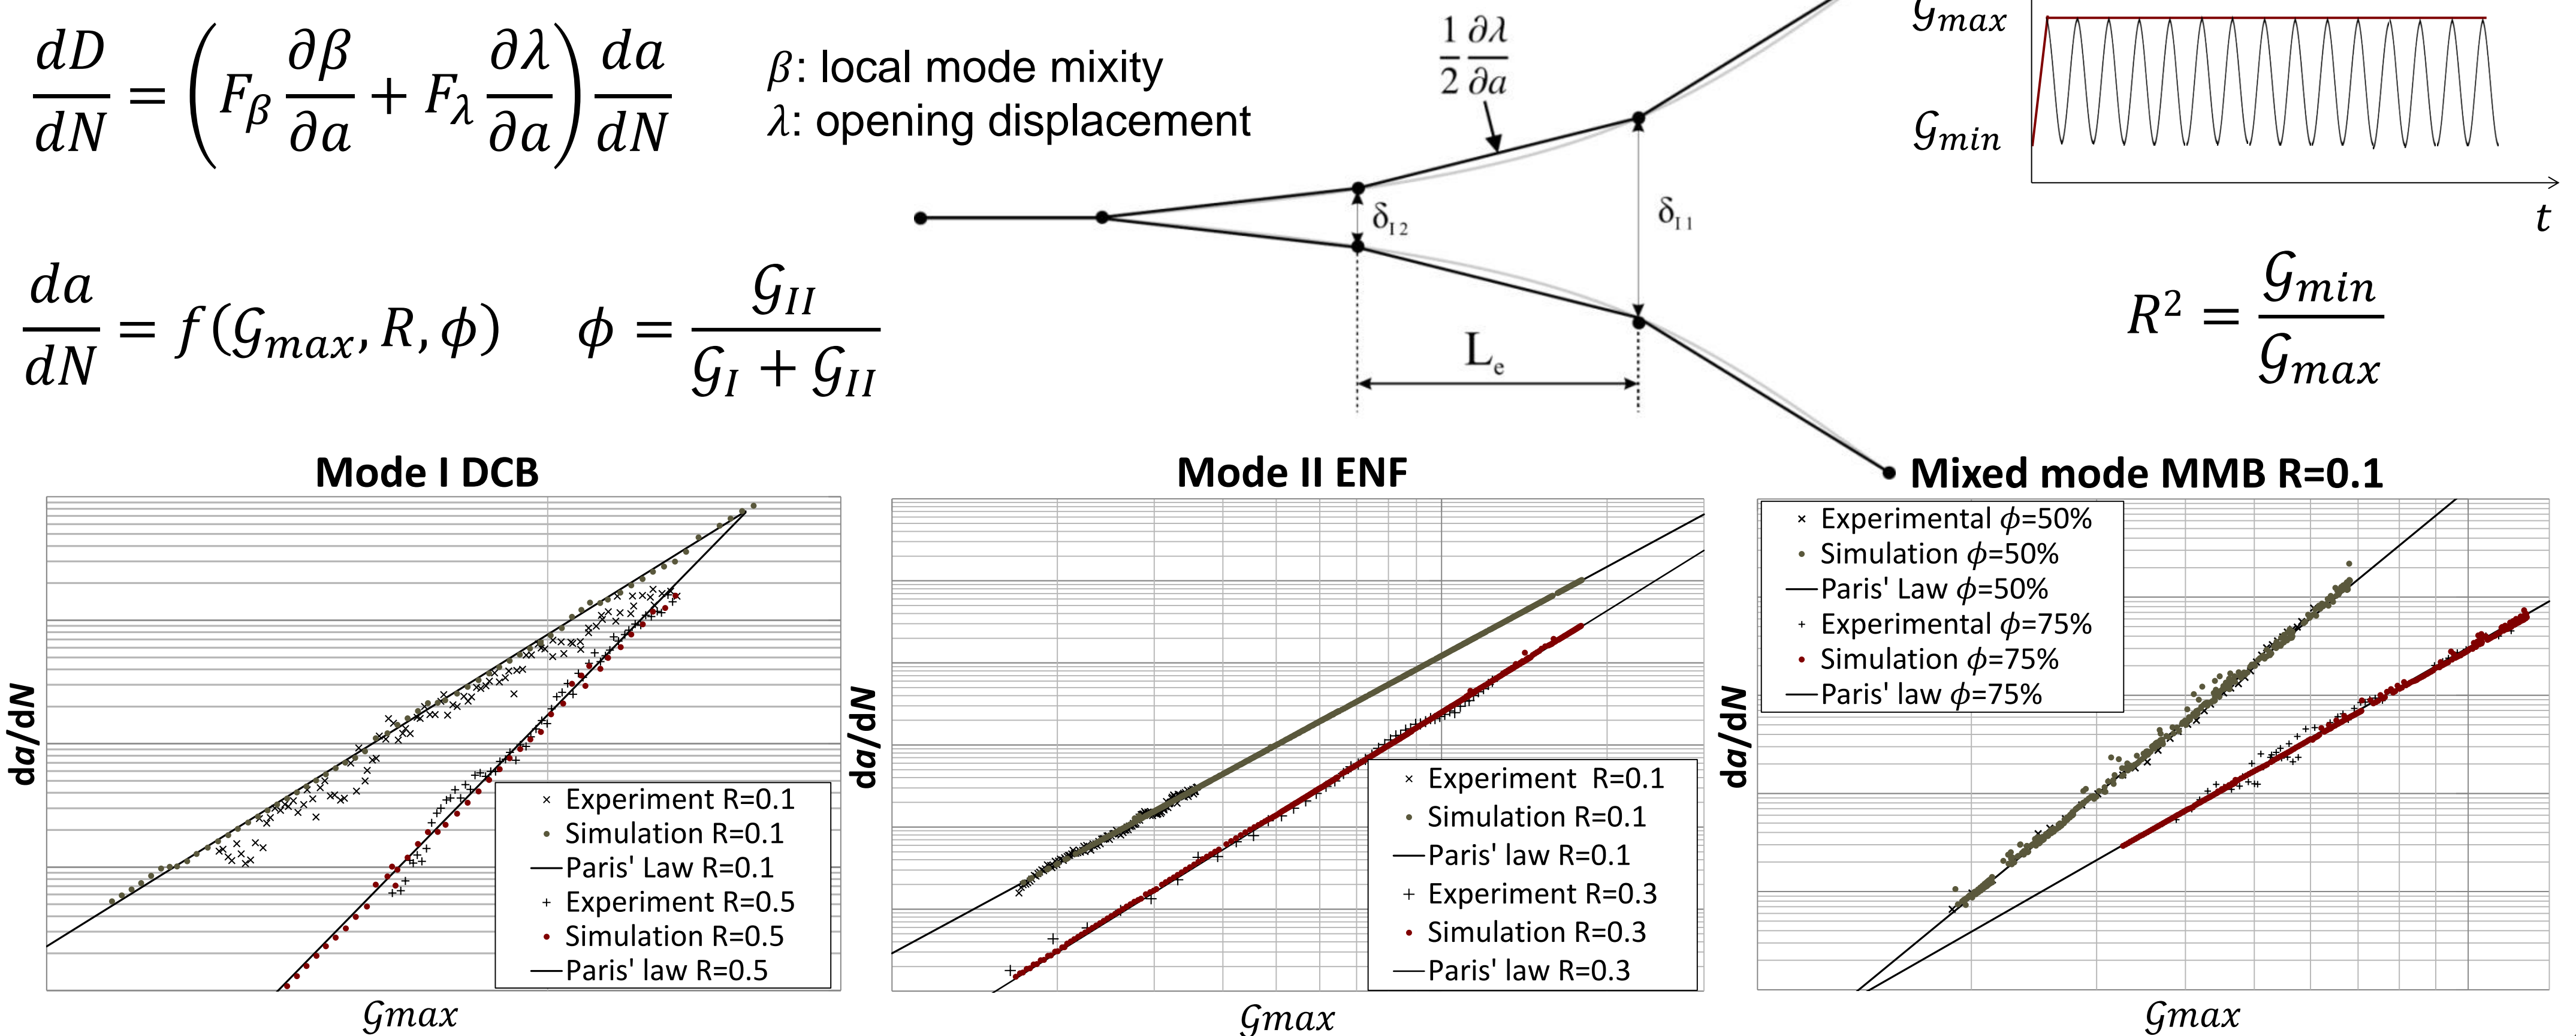 dD/dN = (F_β ∂β/∂a + F_λ ∂λ/∂a) da/dN
β: local mode mixity
λ: opening displacement
1/2 ∂λ/∂a
δ_I 2
δ_I 1
L_e
𝒢max
𝒢min
t
da/dN = f(𝒢max, R, ϕ)
ϕ = 𝒢II/(𝒢I + 𝒢II)
R² = 𝒢min/𝒢max
Mode I DCB
da/dN
× Experiment R=0.1
• Simulation R=0.1
— Paris' Law R=0.1
+ Experiment R=0.5
• Simulation R=0.5
— Paris' law R=0.5
𝒢max
Mode II ENF
da/dN
× Experiment R=0.1
• Simulation R=0.1
— Paris' law R=0.1
+ Experiment R=0.3
• Simulation R=0.3
— Paris' law R=0.3
𝒢max
Mixed mode MMB R=0.1
da/dN
× Experimental ϕ=50%
• Simulation ϕ=50%
— Paris' Law ϕ=50%
+ Experimental ϕ=75%
• Simulation ϕ=75%
— Paris' law ϕ=75%
𝒢max